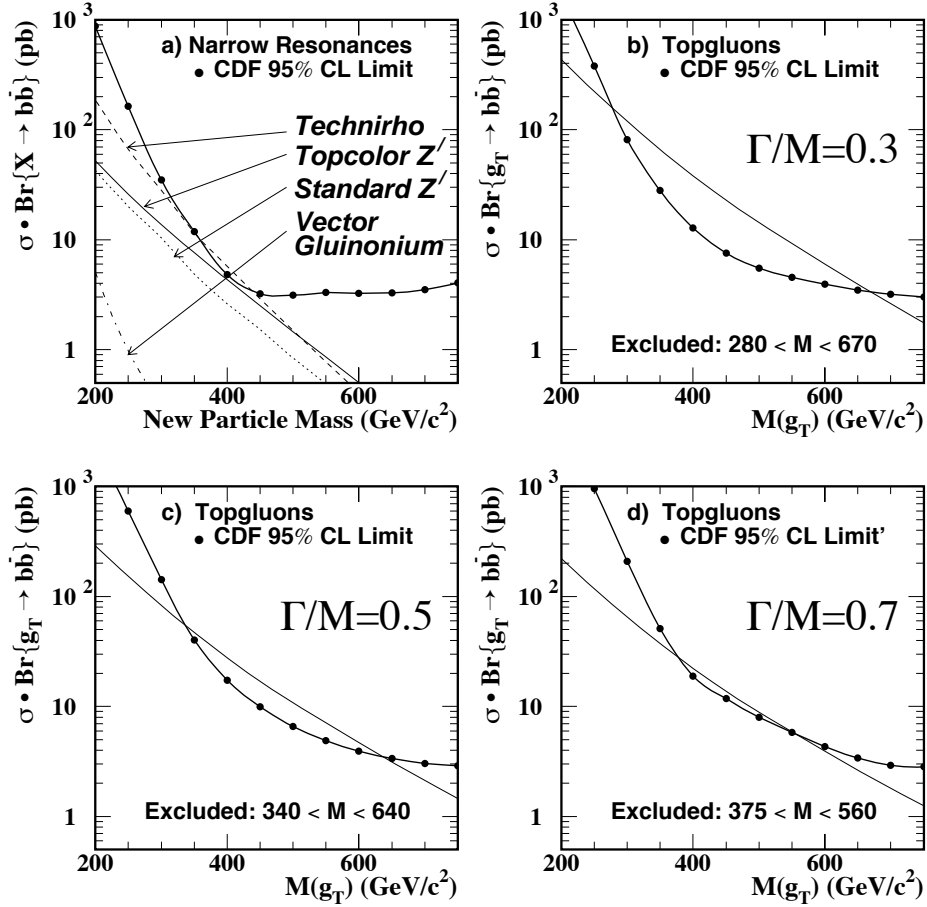 a) Narrow Resonances
● CDF 95% CL Limit
Technirho
Topcolor Z′
Standard Z′
Vector
Gluinonium
σ • Br{X → bb̄} (pb)
10³
10²
10
1
200 400 600
New Particle Mass (GeV/c²)
b) Topgluons
● CDF 95% CL Limit
Γ/M=0.3
Excluded: 280 < M < 670
σ • Br{g_T → bb̄} (pb)
10³
10²
10
1
200 400 600
M(g_T) (GeV/c²)
c) Topgluons
● CDF 95% CL Limit
Γ/M=0.5
Excluded: 340 < M < 640
σ • Br{g_T → bb̄} (pb)
10³
10²
10
1
200 400 600
M(g_T) (GeV/c²)
d) Topgluons
● CDF 95% CL Limit'
Γ/M=0.7
Excluded: 375 < M < 560
σ • Br{g_T → bb̄} (pb)
10³
10²
10
1
200 400 600
M(g_T) (GeV/c²)